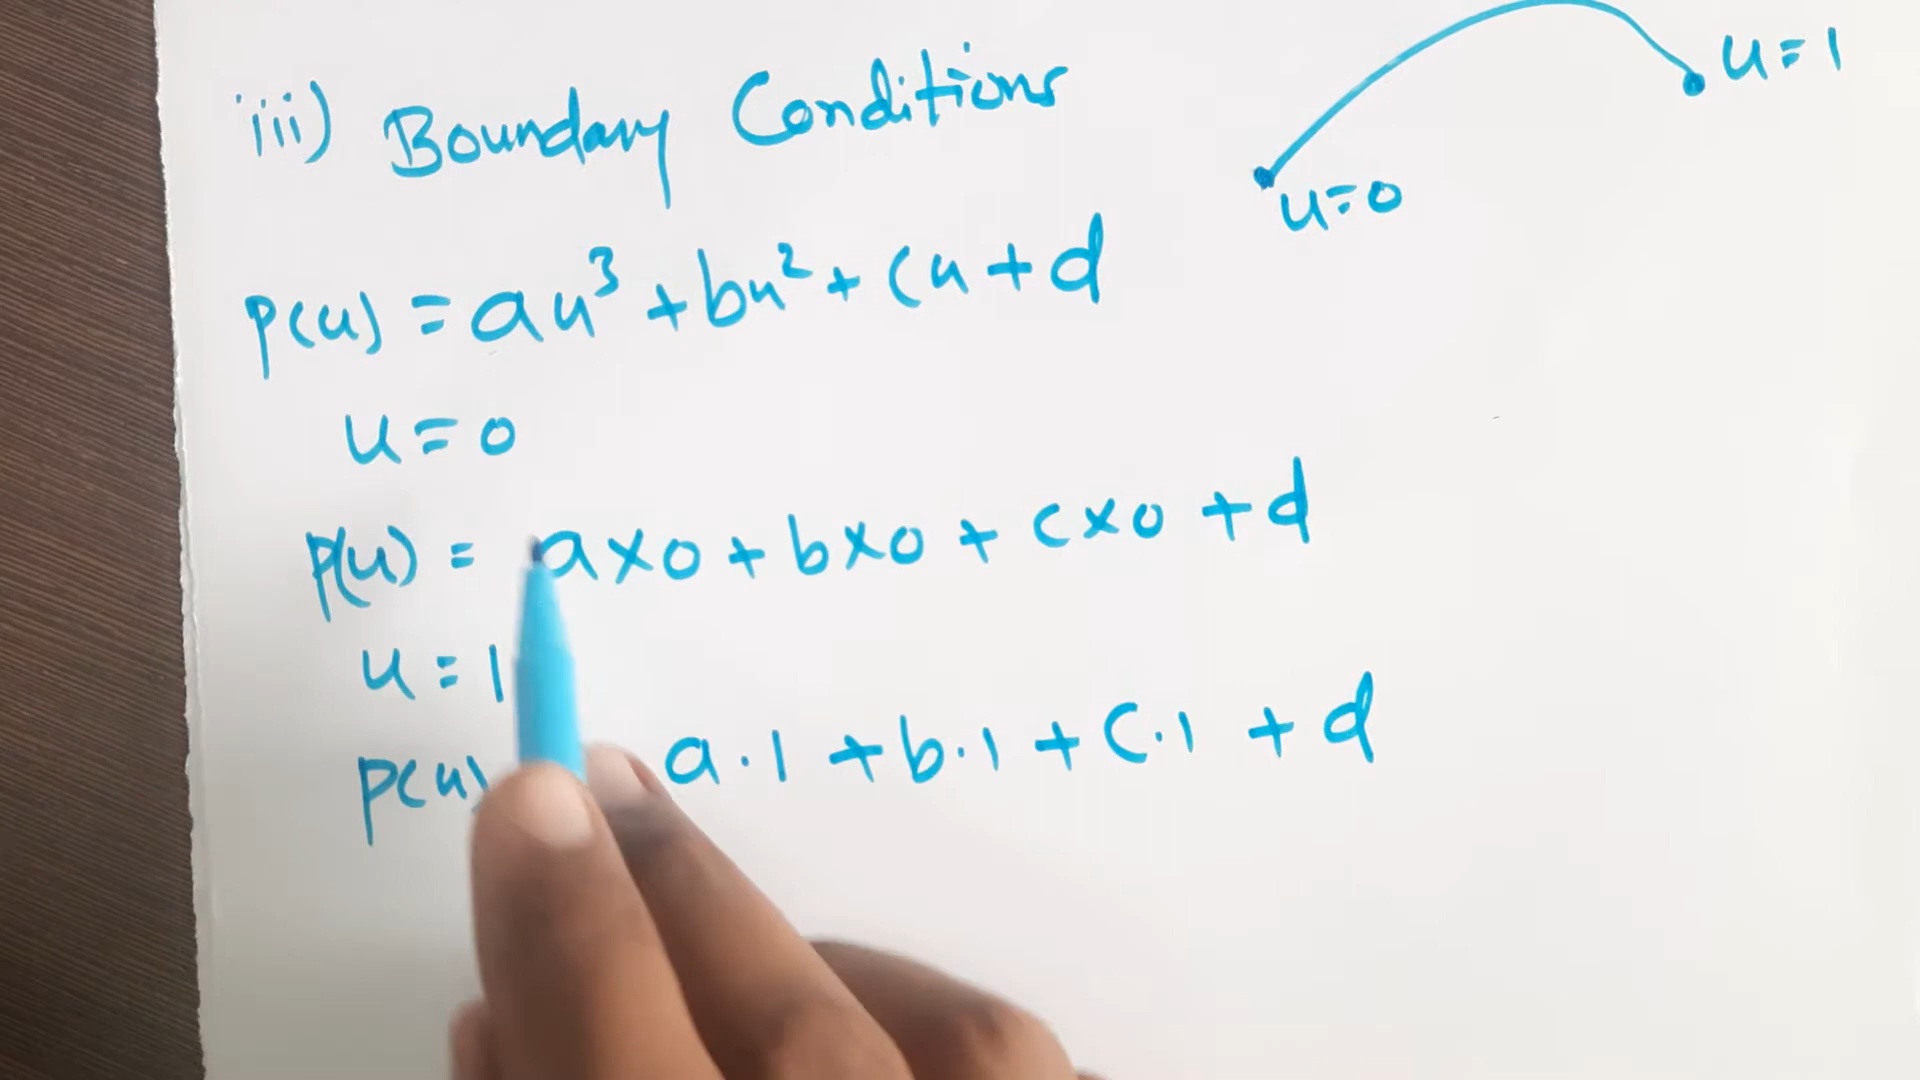 u=1
iii) Boundary Conditions
u=0
p(u) = au³ + bu² + cu + d
u=0
p(u) = a×0 + b×0 + c×0 + d
u=1
p(u) a.1 + b.1 + c.1 + d